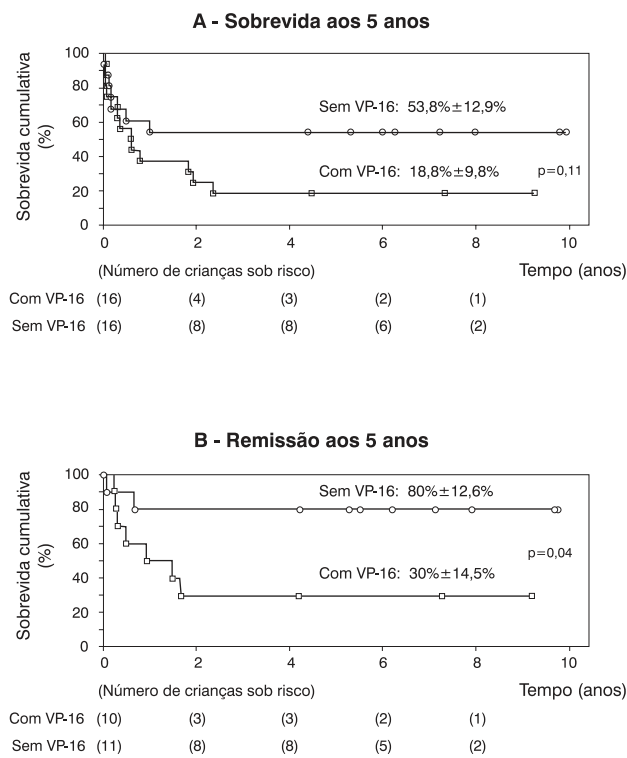 A - Sobrevida aos 5 anos
Sobrevida cumulativa
(%)
100
80
60
40
20
0
Sem VP-16: 53,8%±12,9%
Com VP-16: 18,8%±9,8%
p=0,11
0 2 4 6 8 10
(Número de crianças sob risco)
Tempo (anos)
Com VP-16 (16) (4) (3) (2) (1)
Sem VP-16 (16) (8) (8) (6) (2)
B - Remissão aos 5 anos
Sobrevida cumulativa
(%)
100
80
60
40
20
0
Sem VP-16: 80%±12,6%
p=0,04
Com VP-16: 30%±14,5%
0 2 4 6 8 10
(Número de crianças sob risco)
Tempo (anos)
Com VP-16 (10) (3) (3) (2) (1)
Sem VP-16 (11) (8) (8) (5) (2)